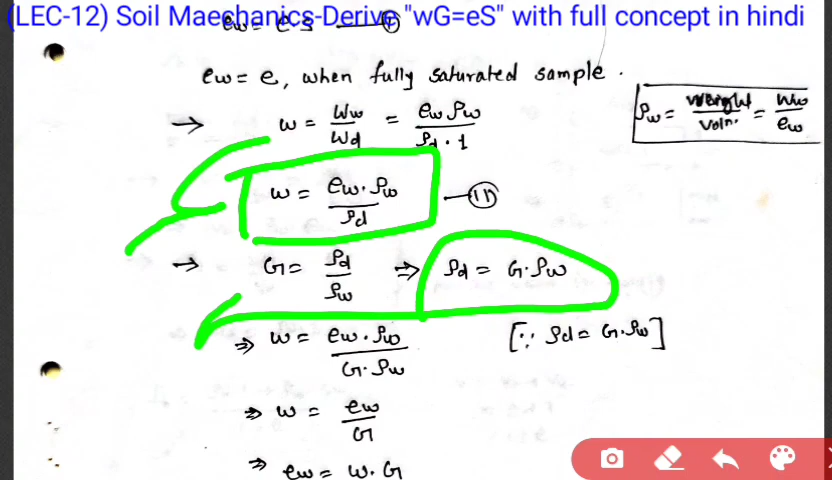 (LEC-12) Soil Maechanics-Derive "wG=eS" with full concept in hindi
ew = e, when fully saturated sample.
→ w = Ww/Wd = ew ρw/ρd · 1
ρw = Weight/Volm. = Ww/ew
w = ew · ρw/ρd —(II)
→ G = ρd/ρw ⇒ ρd = G·ρw
⇒ w = ew · ρw/G · ρw [∵ ρd = G·ρw]
⇒ w = ew/G
⇒ ew = w · G